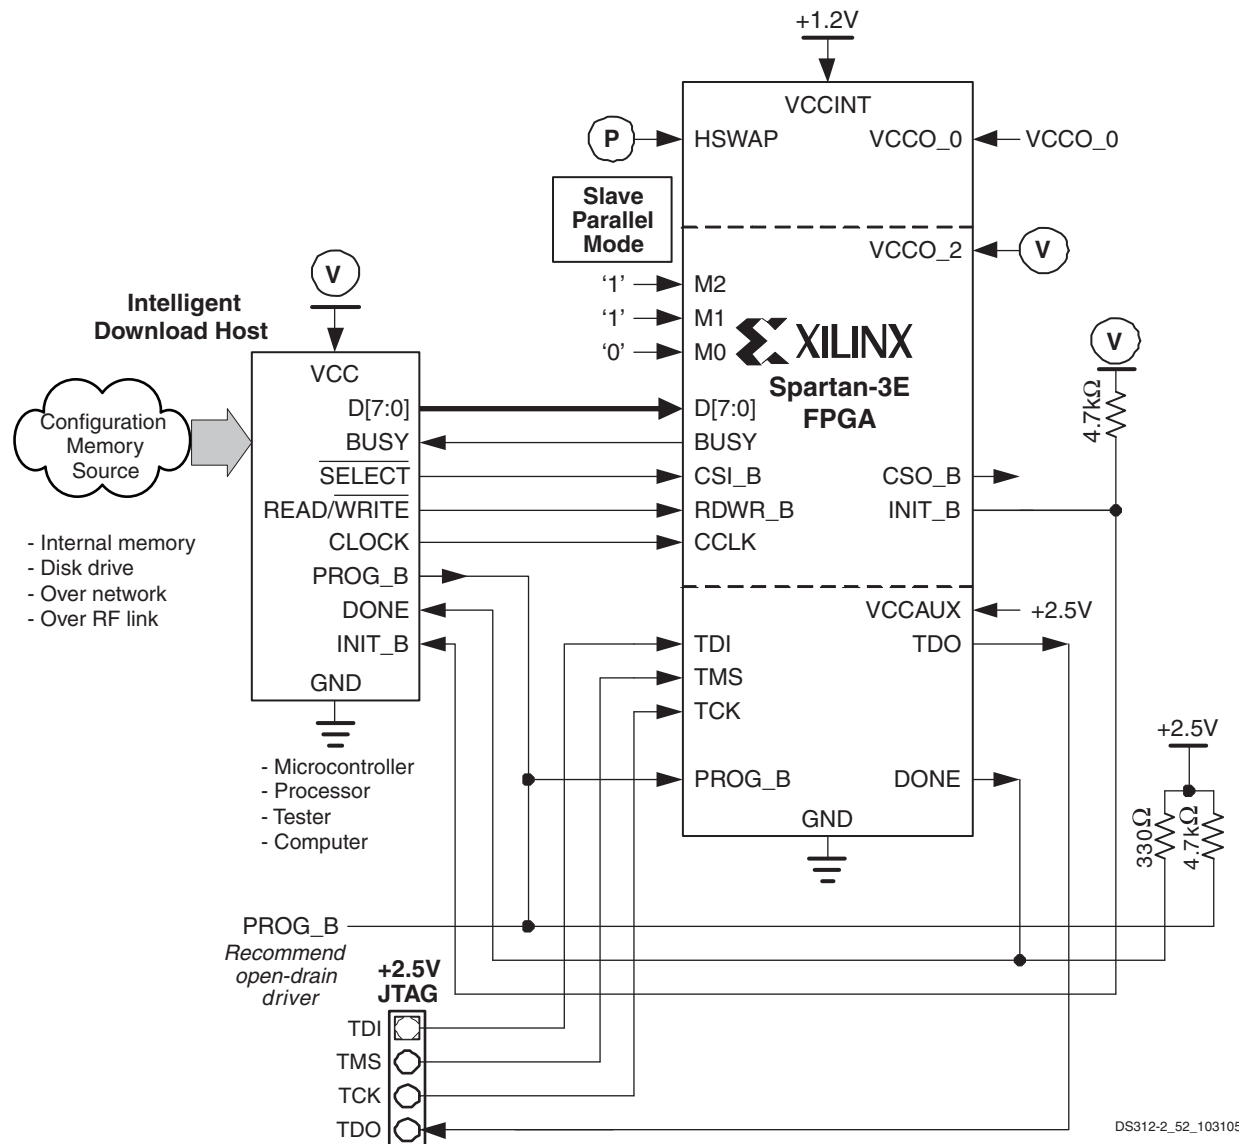 +1.2V
VCCINT
P
HSWAP
VCCO_0
VCCO_0
Slave
Parallel
Mode
VCCO_2
V
V
'1'
M2
'1'
M1
'0'
M0
XILINX
Spartan-3E
FPGA
V
4.7kΩ
Intelligent
Download Host
VCC
D[7:0]
D[7:0]
BUSY
BUSY
SELECT
CSI_B
CSO_B
READ/WRITE
RDWR_B
INIT_B
CLOCK
CCLK
PROG_B
DONE
VCCAUX
+2.5V
INIT_B
TDI
TDO
GND
TMS
TCK
Configuration
Memory
Source
- Internal memory
- Disk drive
- Over network
- Over RF link
- Microcontroller
- Processor
- Tester
- Computer
PROG_B
DONE
GND
+2.5V
330Ω
4.7kΩ
PROG_B
Recommend
open-drain
driver
+2.5V
JTAG
TDI
TMS
TCK
TDO
DS312-2_52_103105